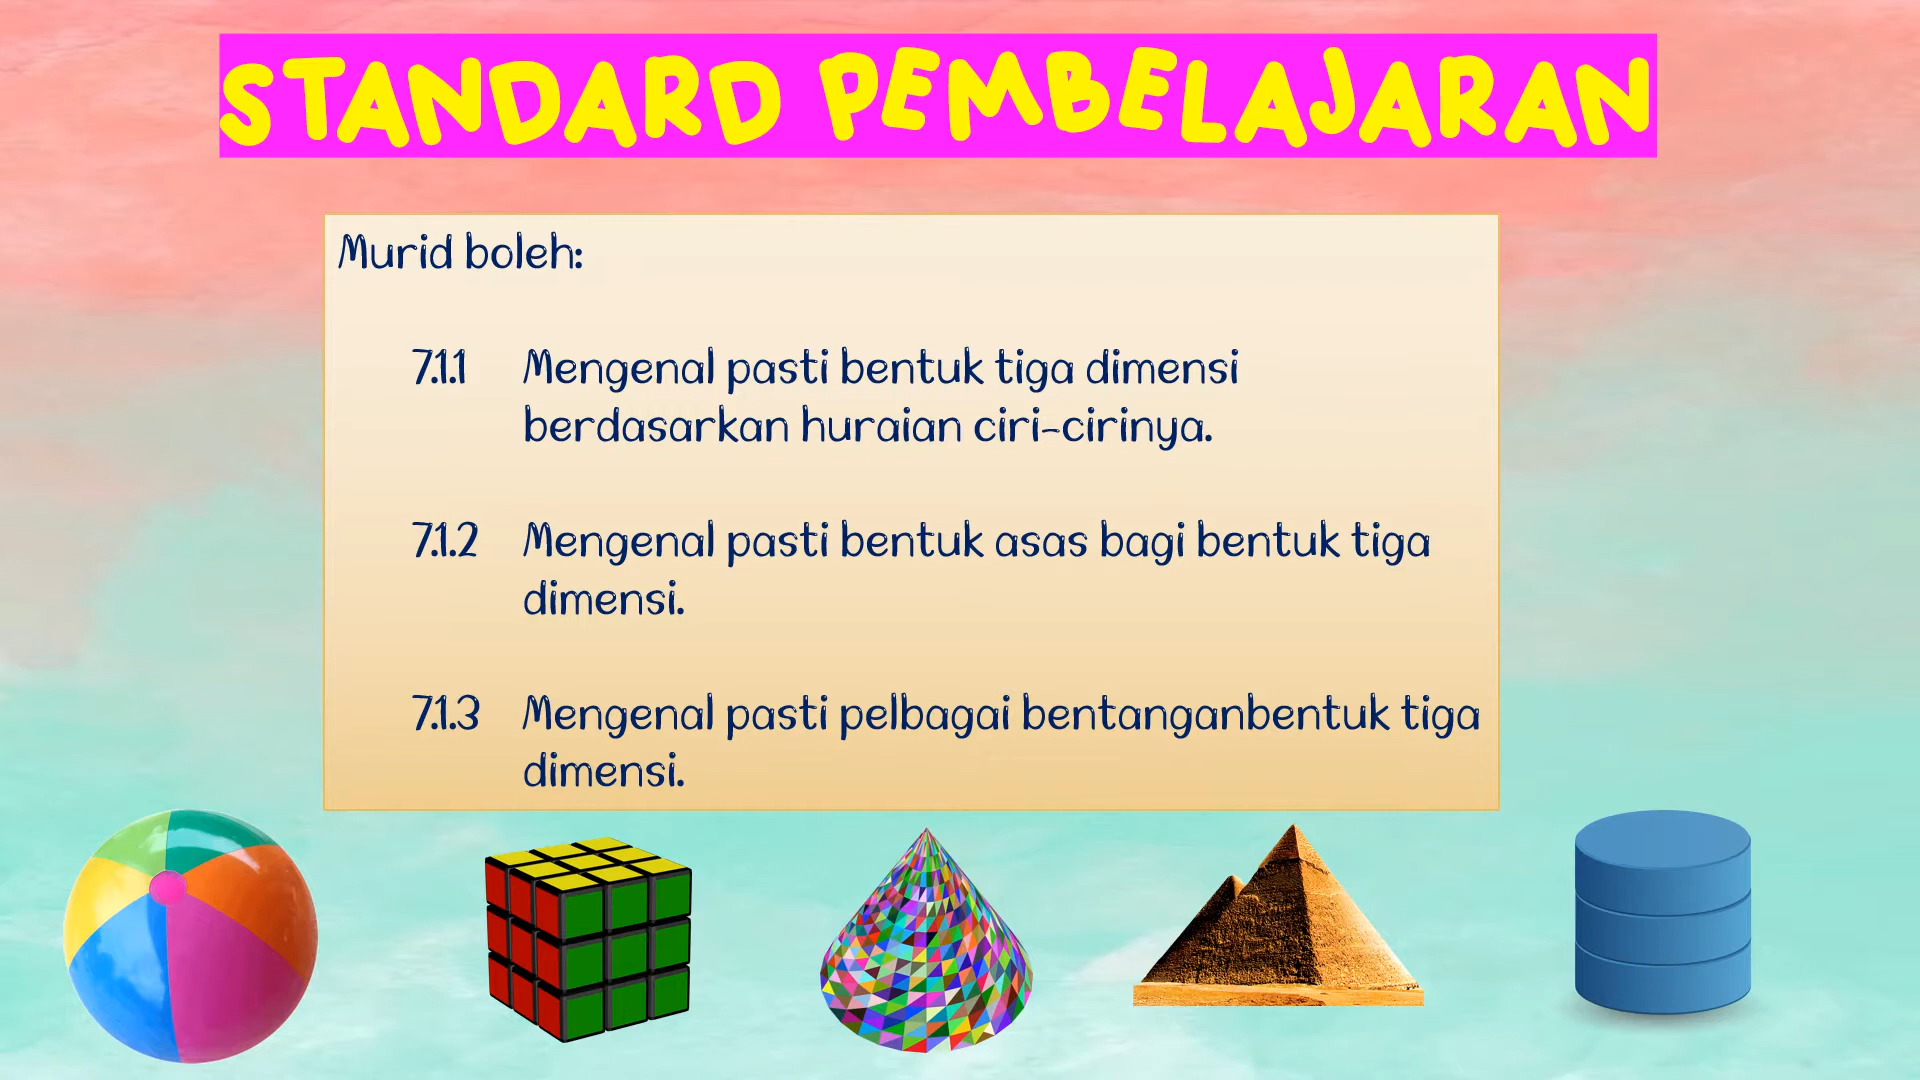 STANDARD PEMBELAJARAN
Murid boleh:
7.1.1 Mengenal pasti bentuk tiga dimensi
berdasarkan huraian ciri-cirinya.
7.1.2 Mengenal pasti bentuk asas bagi bentuk tiga
dimensi.
7.1.3 Mengenal pasti pelbagai bentanganbentuk tiga
dimensi.